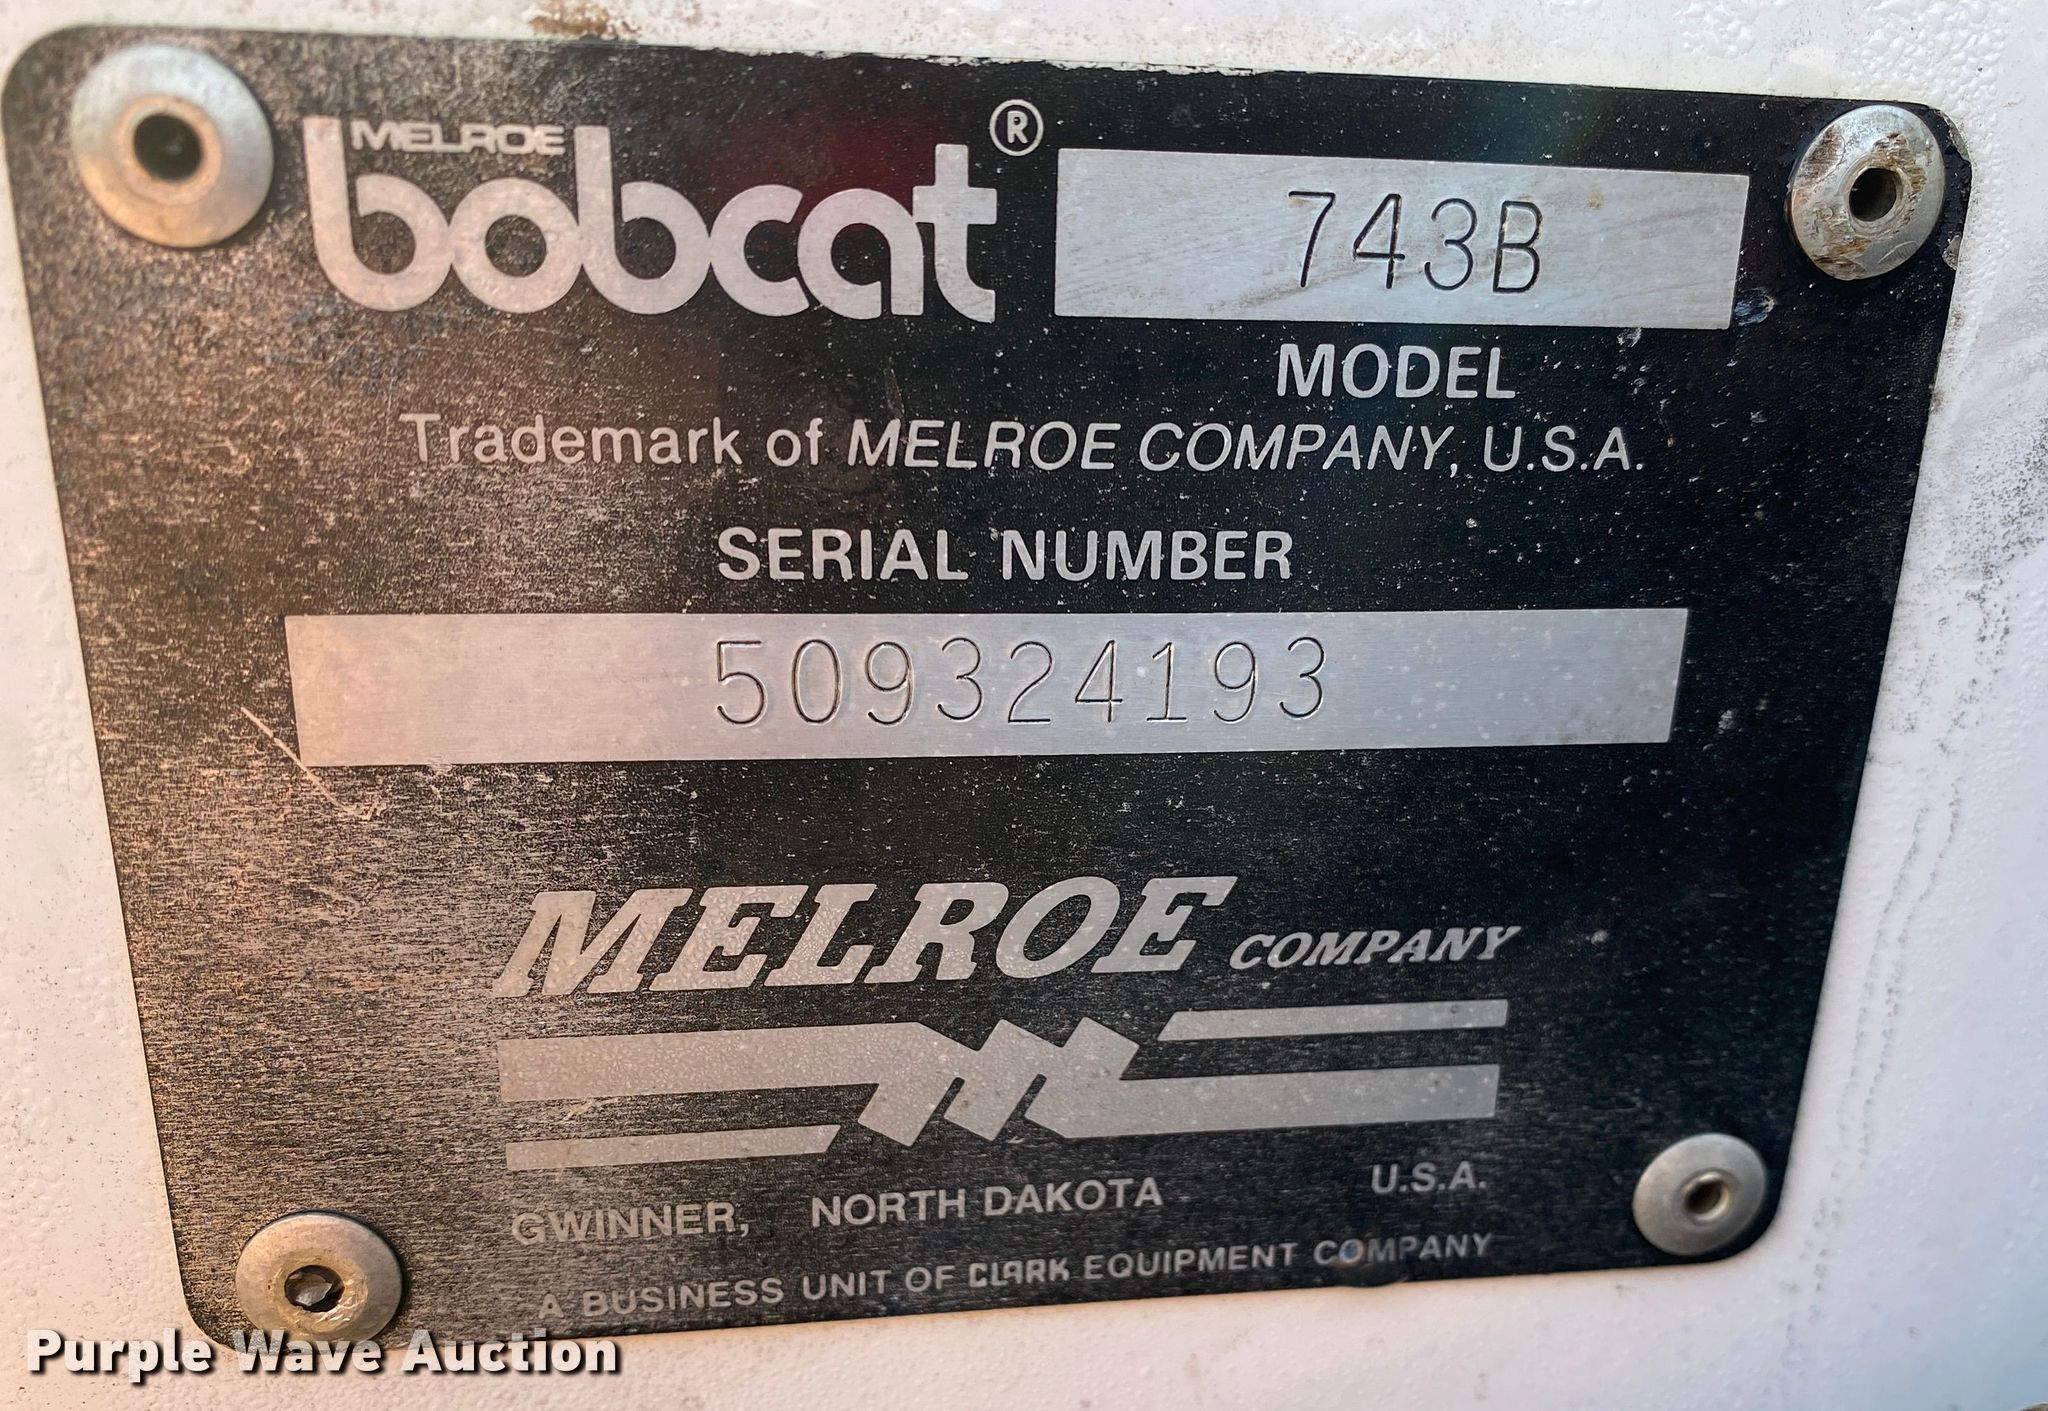 MELROE
bobcat®
743B
MODEL
Trademark of MELROE COMPANY, U.S.A.
SERIAL NUMBER
509324193
MELROE COMPANY
GWINNER, NORTH DAKOTA U.S.A.
A BUSINESS UNIT OF CLARK EQUIPMENT COMPANY
Purple Wave Auction